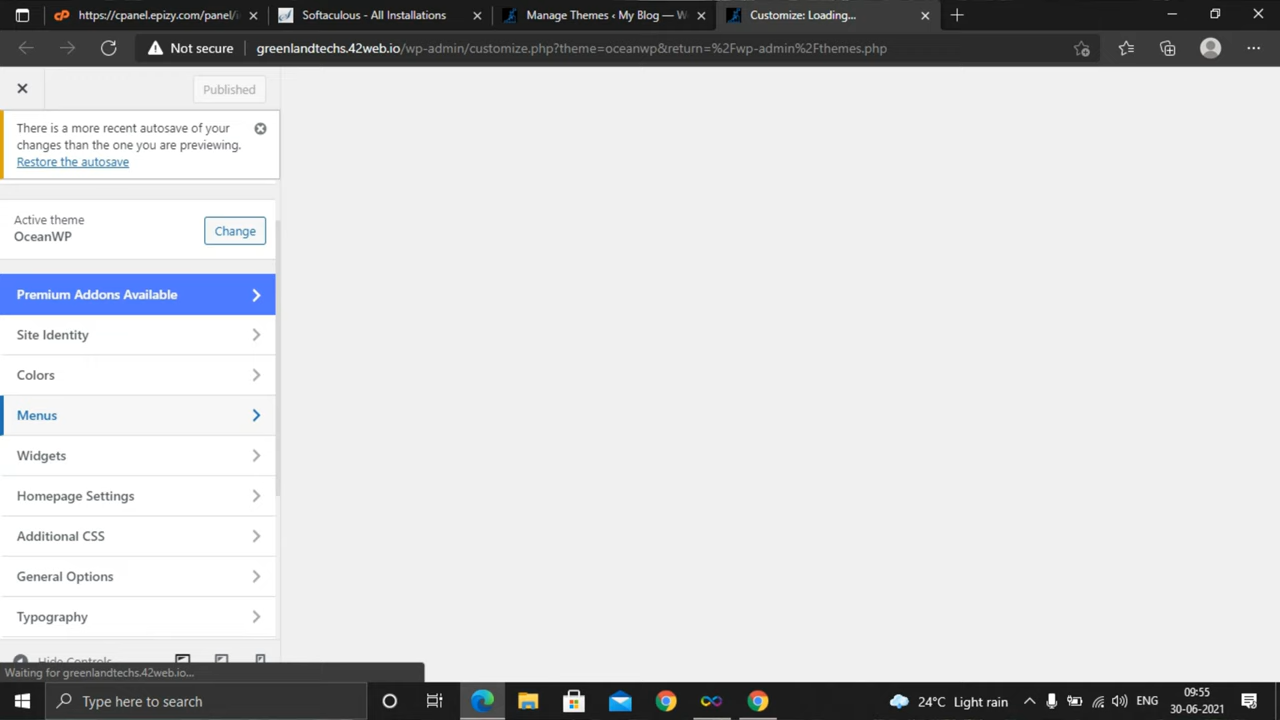 https://cpanel.epizy.com/panel/
Softaculous - All Installations
Manage Themes ‹ My Blog — W
Customize: Loading...
Not secure
greenlandtechs.42web.io/wp-admin/customize.php?theme=oceanwp&return=%2Fwp-admin%2Fthemes.php
Published
There is a more recent autosave of your
changes than the one you are previewing.
Restore the autosave
Active theme
OceanWP
Change
Premium Addons Available
Site Identity
Colors
Menus
Widgets
Homepage Settings
Additional CSS
General Options
Typography
Hide Controls
Waiting for greenlandtechs.42web.io...
Type here to search
24°C Light rain
ENG
09:55
30-06-2021